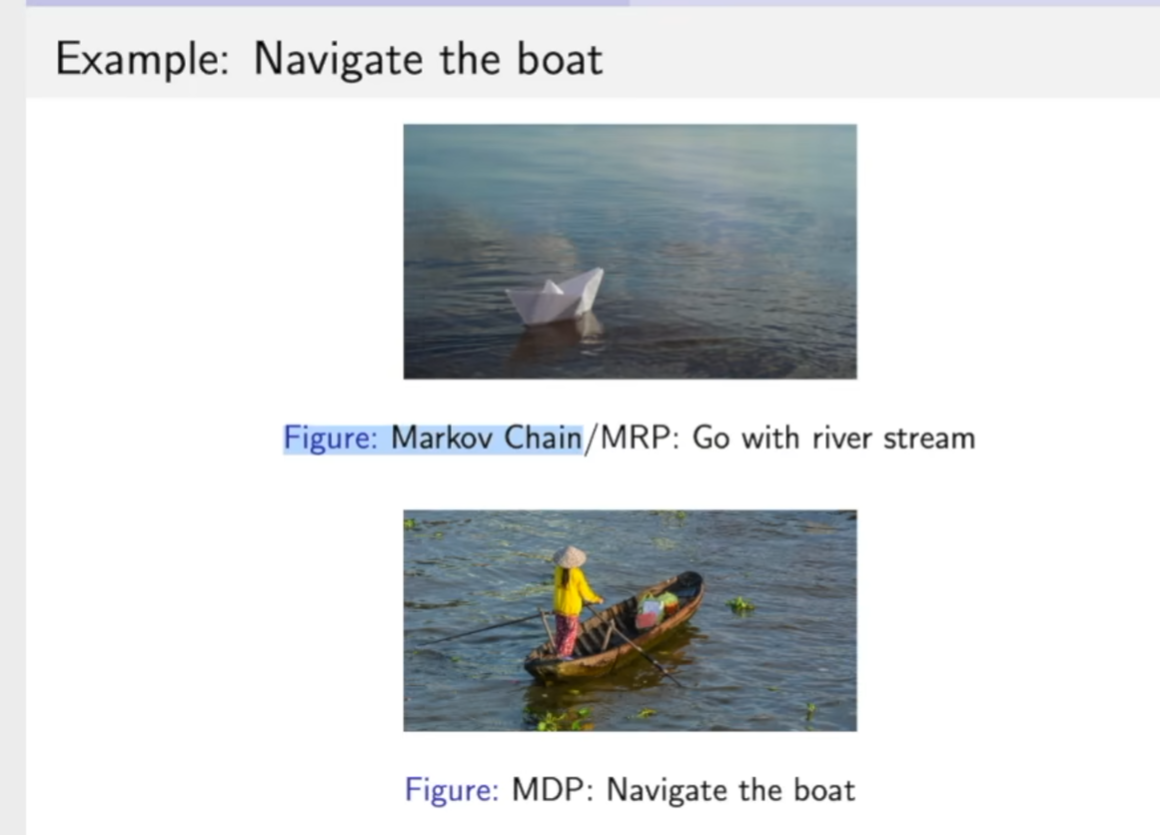 Example: Navigate the boat
Figure: Markov Chain/MRP: Go with river stream
Figure: MDP: Navigate the boat